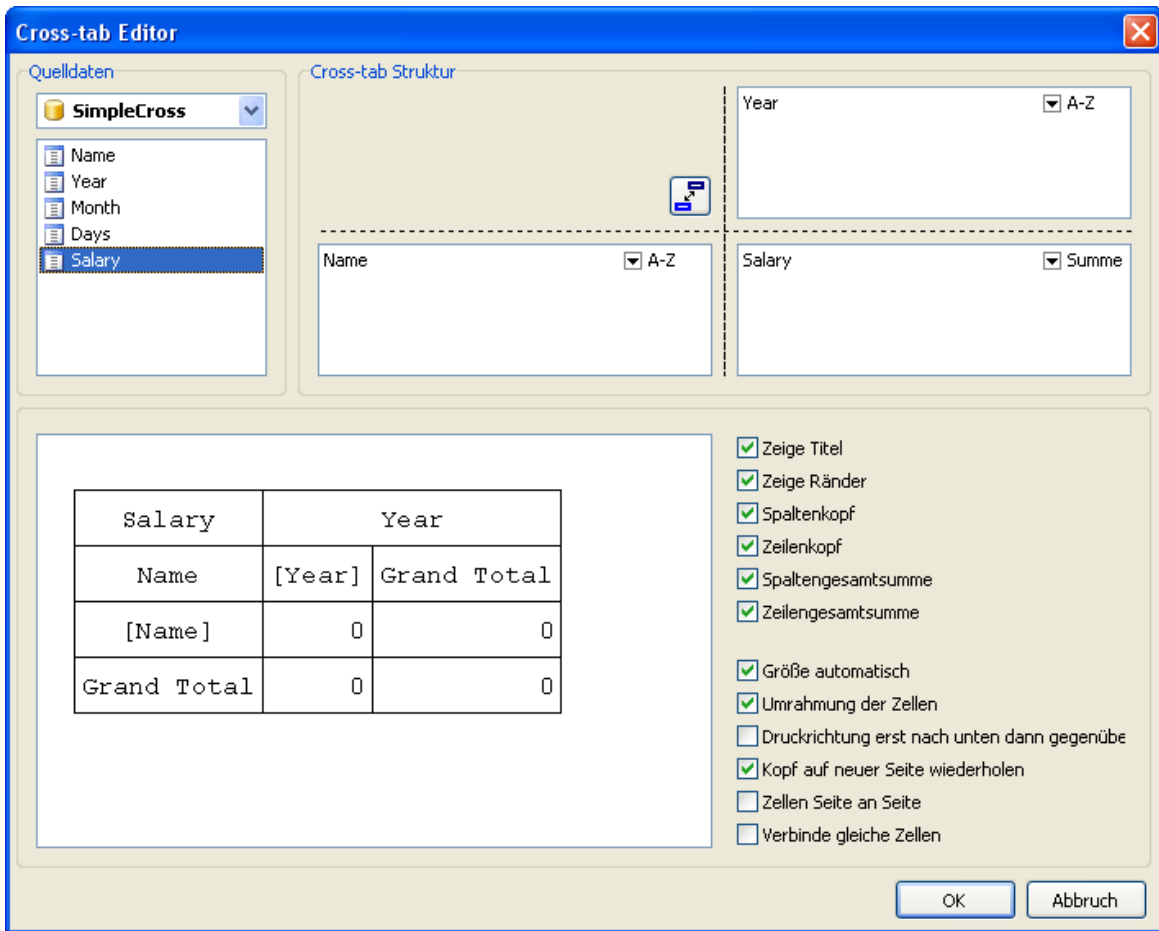 Cross-tab Editor
Quelldaten
SimpleCross
Name
Year
Month
Days
Salary
Cross-tab Struktur
Year A-Z
Name A-Z
Salary Summe
Salary Year
Name [Year] Grand Total
[Name] 0 0
Grand Total 0 0
Zeige Titel
Zeige Ränder
Spaltenkopf
Zeilenkopf
Spaltengesamtsumme
Zeilengesamtsumme
Größe automatisch
Umrahmung der Zellen
Druckrichtung erst nach unten dann gegenübe
Kopf auf neuer Seite wiederholen
Zellen Seite an Seite
Verbinde gleiche Zellen
OK Abbruch